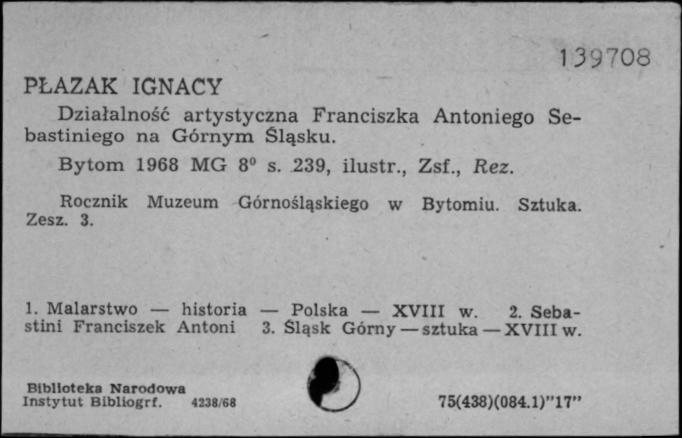 139708
PŁAZAK IGNACY
Działalność artystyczna Franciszka Antoniego Se-
bastiniego na Górnym Śląsku.
Bytom 1968 MG 8⁰ s. 239, ilustr., Zsf., Rez.
Rocznik Muzeum Górnośląskiego w Bytomiu. Sztuka.
Zesz. 3.
1. Malarstwo — historia — Polska — XVIII w. 2. Seba-
stini Franciszek Antoni 3. Śląsk Górny — sztuka — XVIII w.
Biblioteka Narodowa
Instytut Bibliogrf. 4238/68
75(438)(084.1)"17"